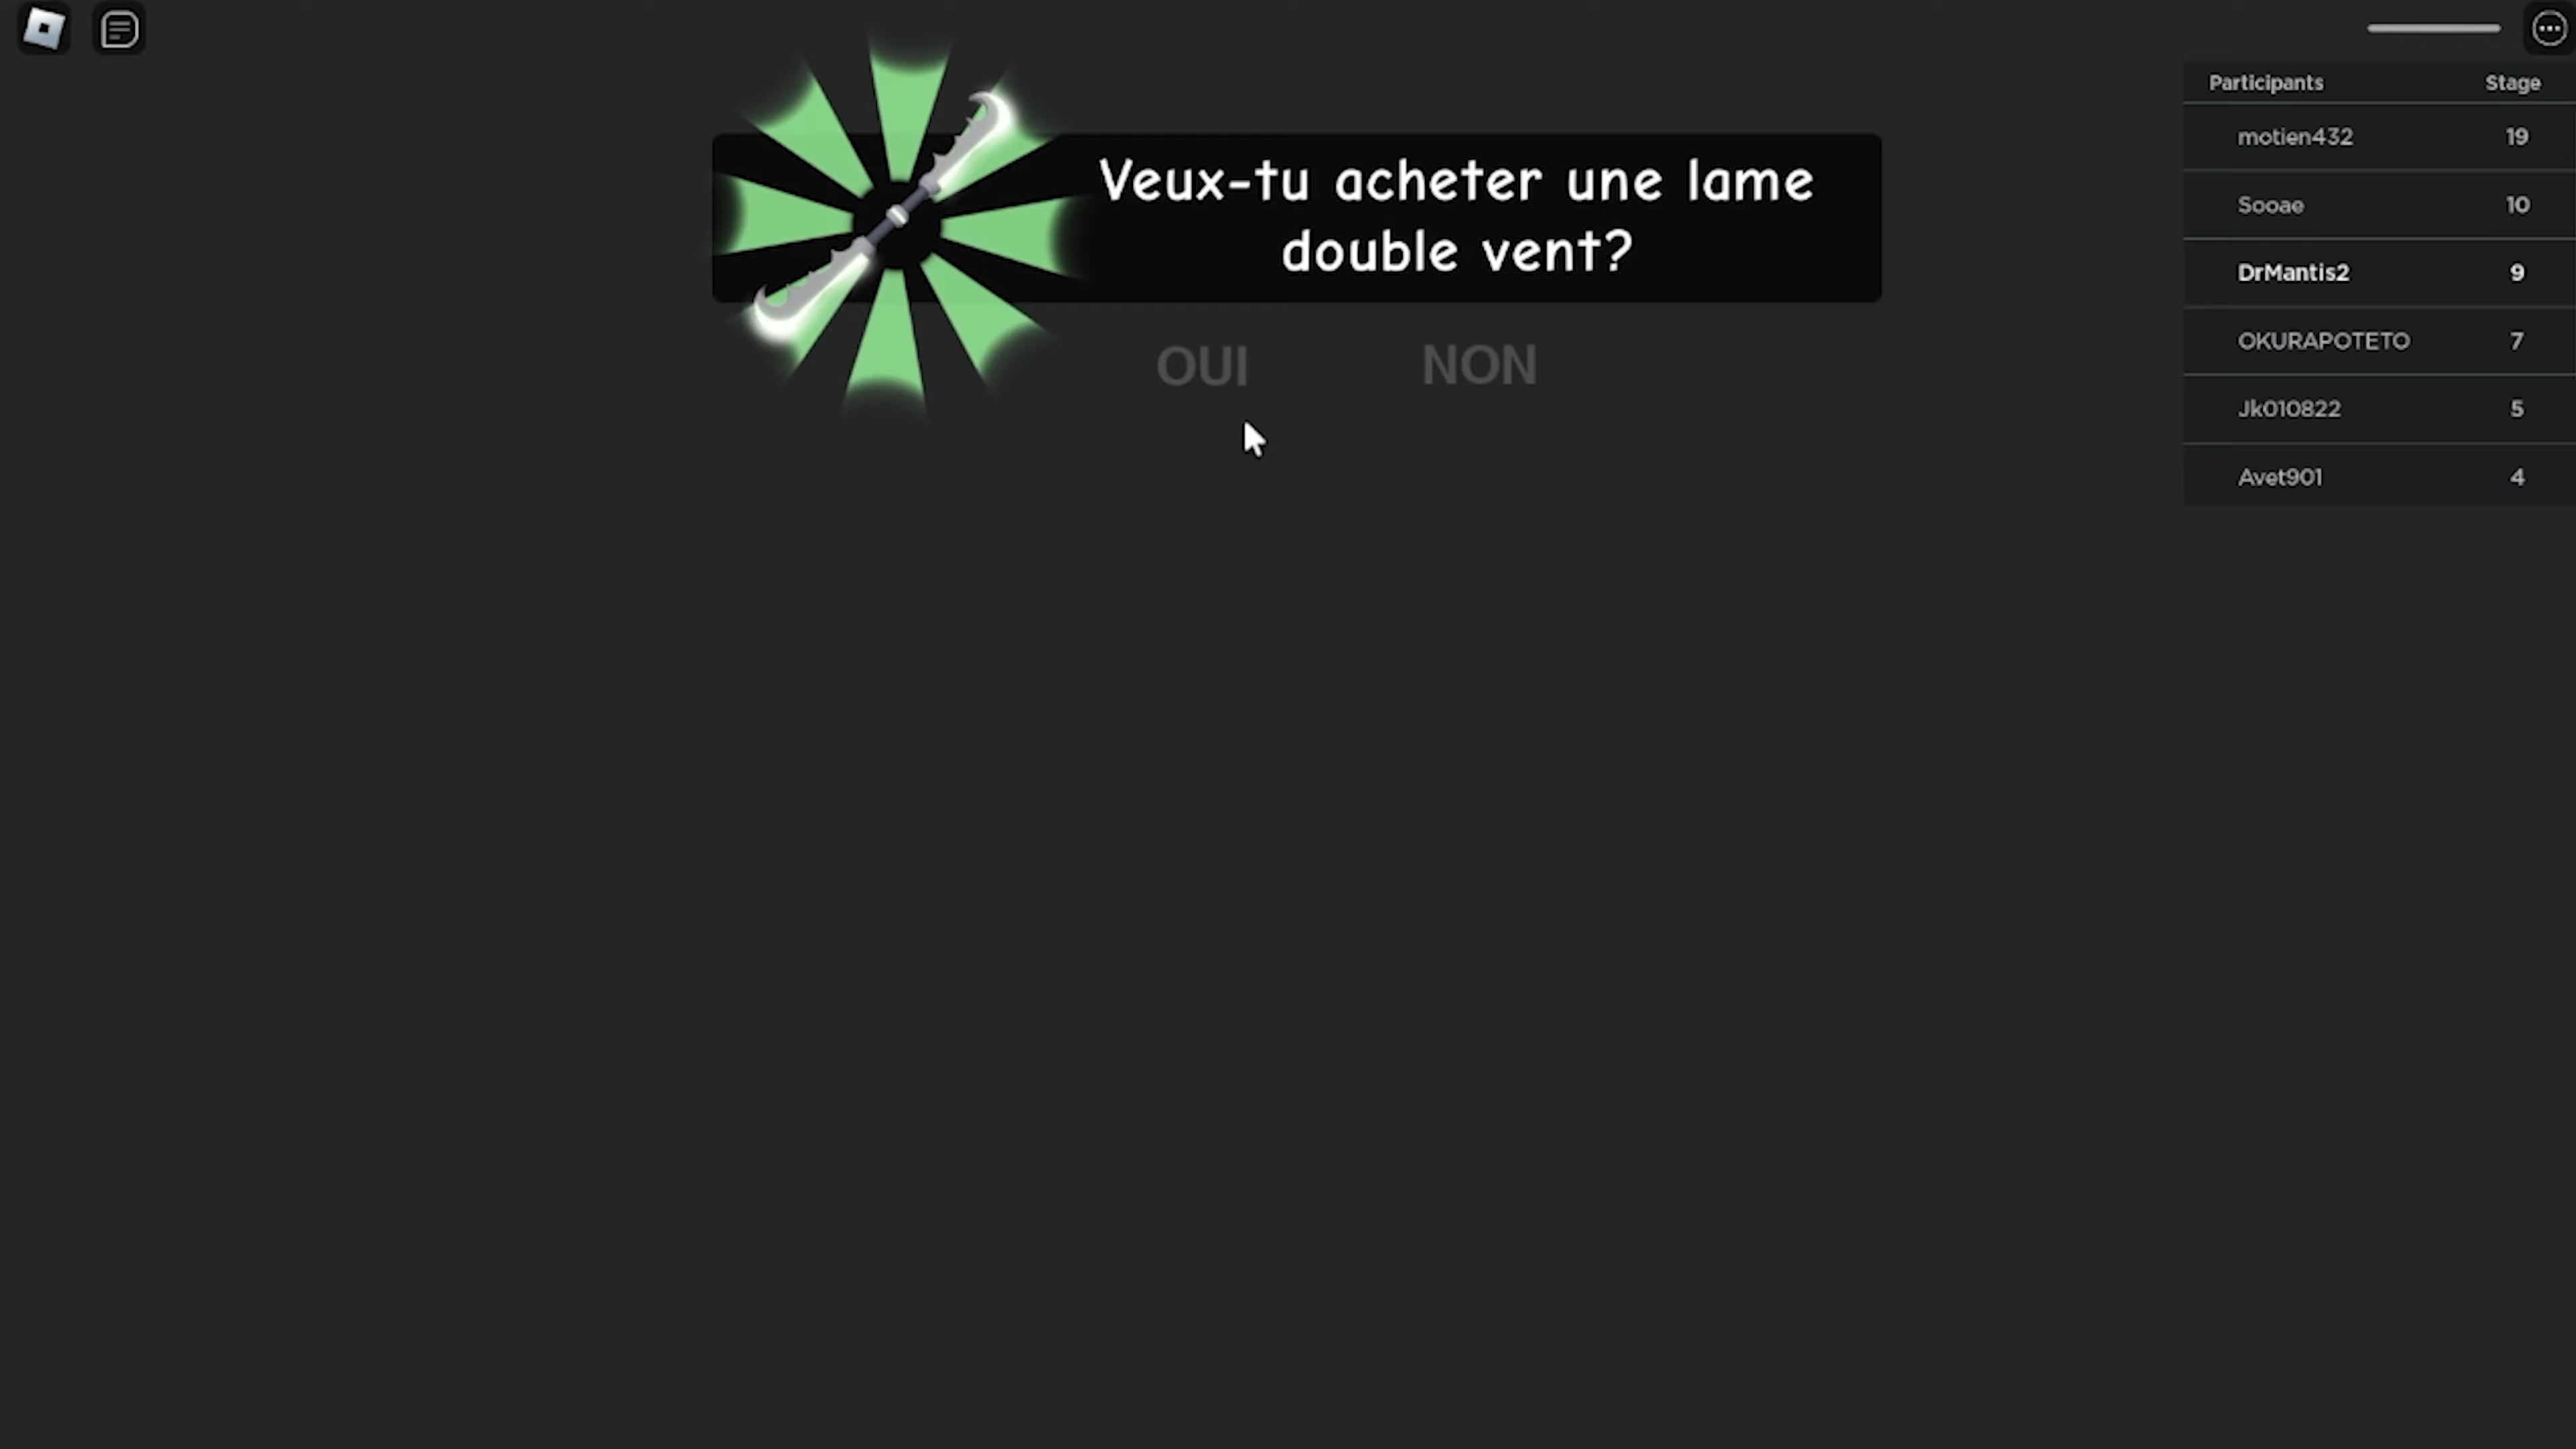 Veux-tu acheter une lame
double vent?
OUI NON
Participants Stage
motien432 19
Sooae 10
DrMantis2 9
OKURAPOTETO 7
Jk010822 5
Avet901 4